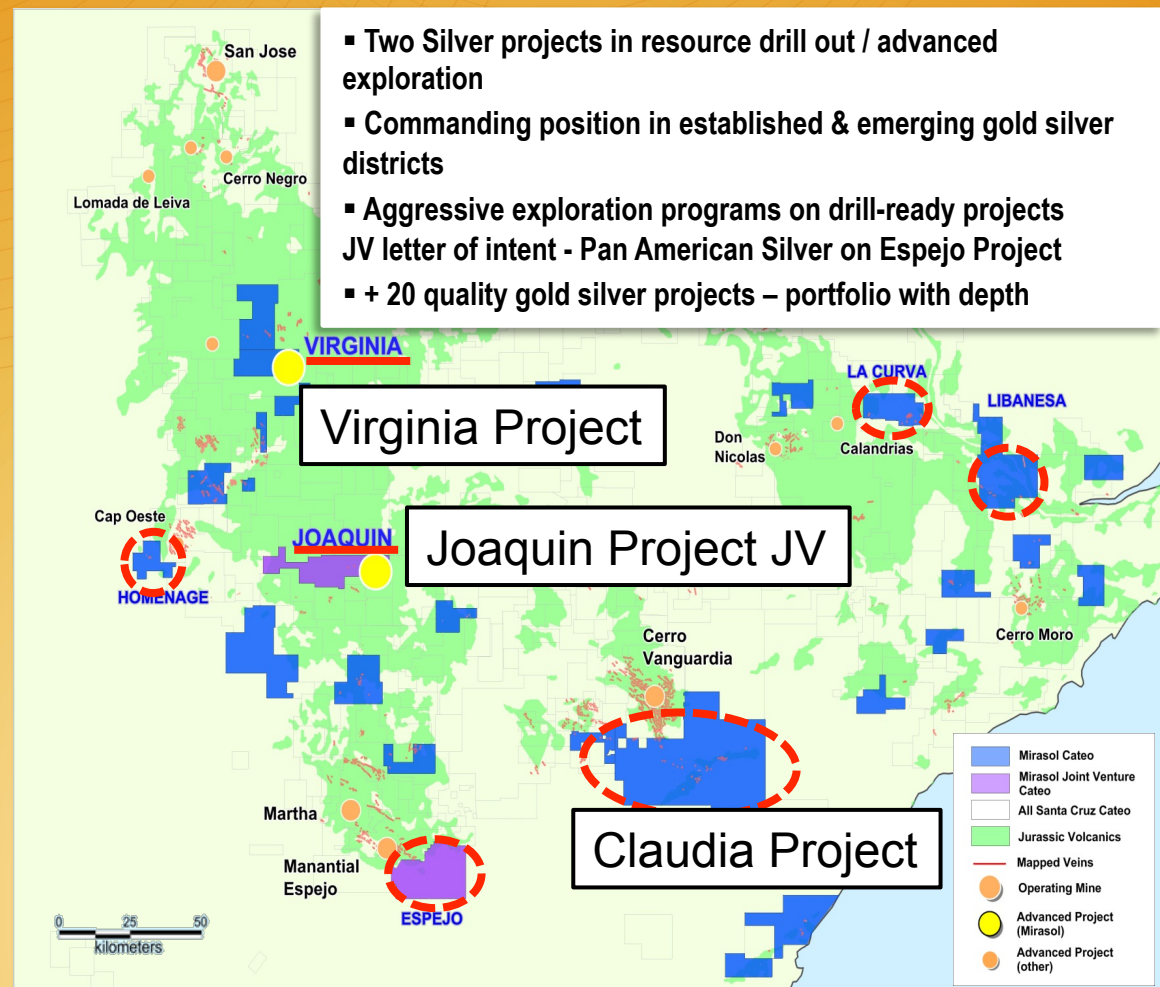 ▪ Two Silver projects in resource drill out / advanced
exploration
▪ Commanding position in established & emerging gold silver
districts
▪ Aggressive exploration programs on drill-ready projects
JV letter of intent - Pan American Silver on Espejo Project
▪ + 20 quality gold silver projects – portfolio with depth
San Jose
Cerro Negro
Lomada de Leiva
VIRGINIA
Virginia Project
LA CURVA
LIBANESA
Don
Nicolas
Calandrias
Cap Oeste
HOMENAGE
JOAQUIN
Joaquin Project JV
Cerro Moro
Cerro
Vanguardia
Martha
Manantial
Espejo
ESPEJO
Claudia Project
0 25 50
kilometers
Mirasol Cateo
Mirasol Joint Venture
Cateo
All Santa Cruz Cateo
Jurassic Volcanics
Mapped Veins
Operating Mine
Advanced Project
(Mirasol)
Advanced Project
(other)